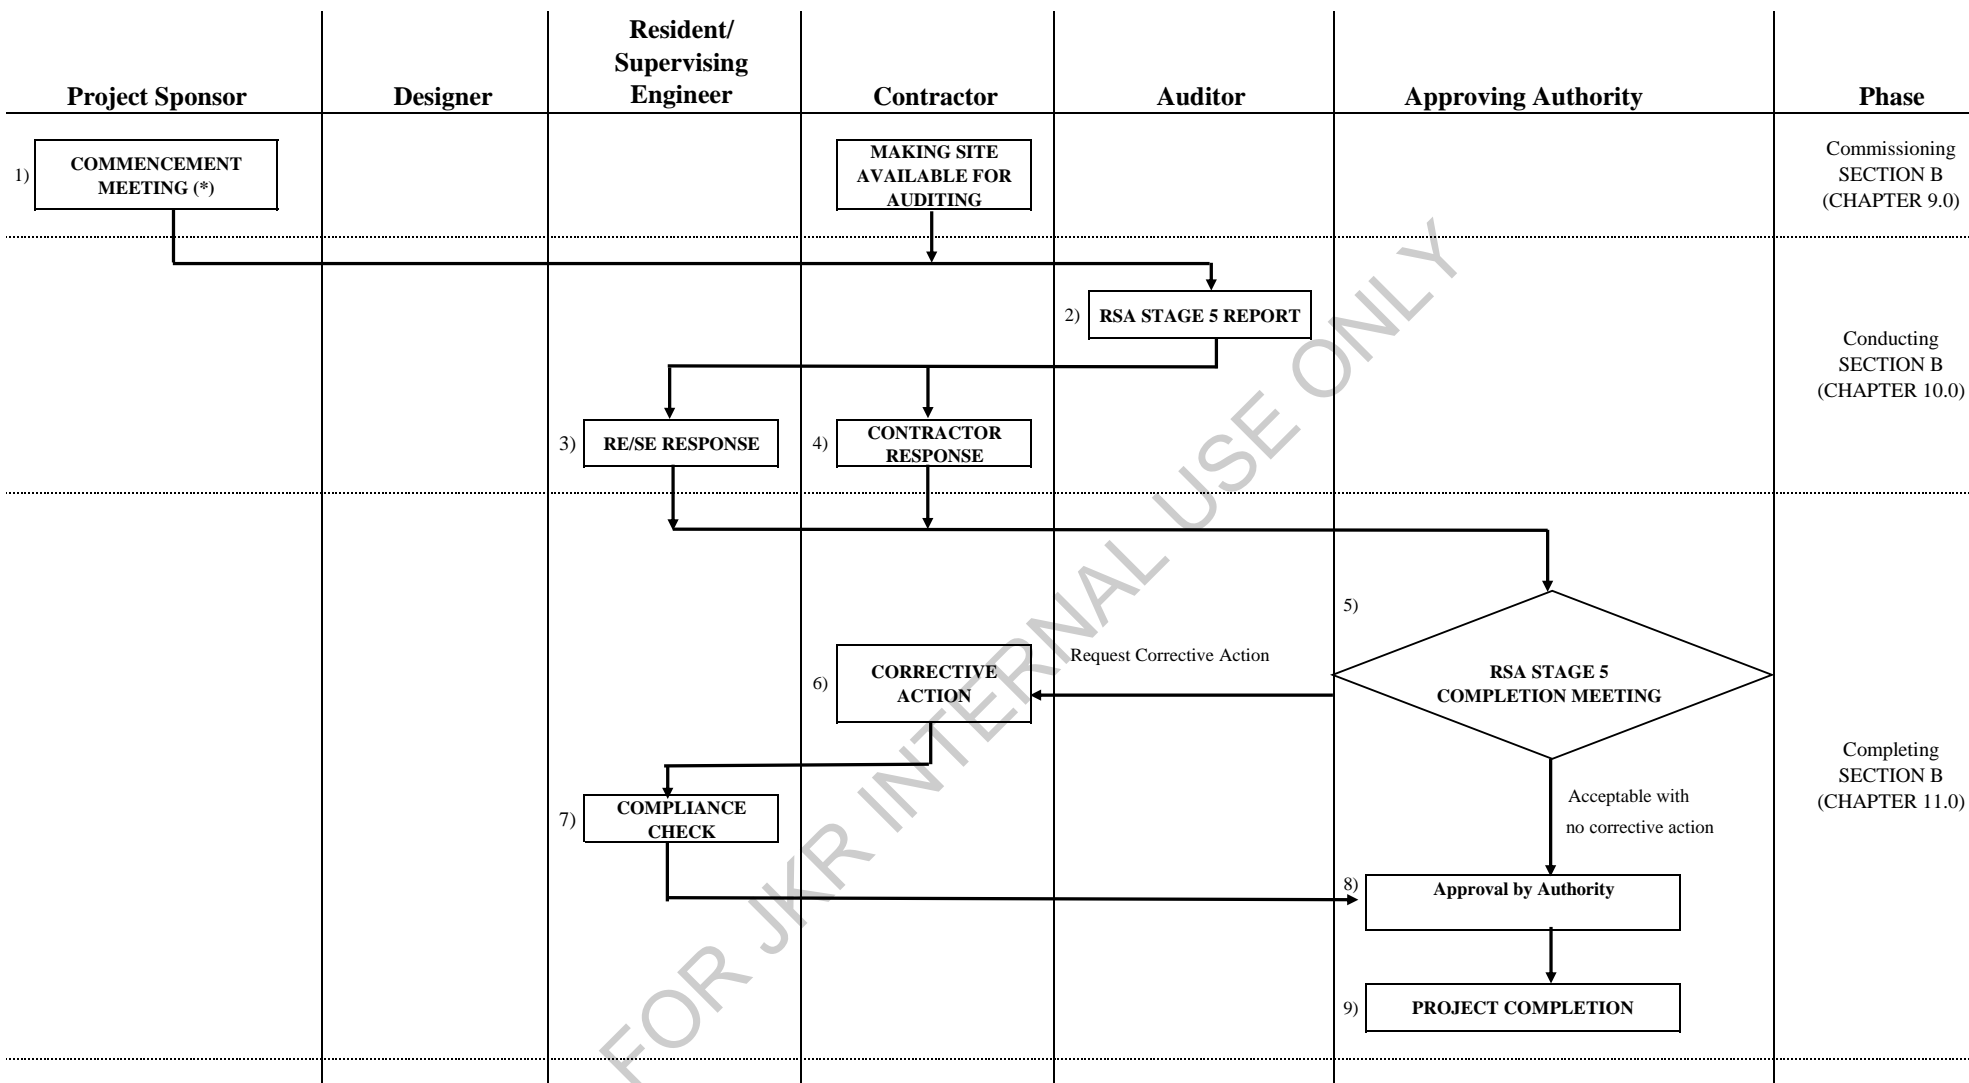 Project Sponsor
Designer
Resident/
Supervising
Engineer
Contractor
Auditor
Approving Authority
Phase
1)
COMMENCEMENT
MEETING (*)
MAKING SITE
AVAILABLE FOR
AUDITING
Commissioning
SECTION B
(CHAPTER 9.0)
2)
RSA STAGE 5 REPORT
Conducting
SECTION B
(CHAPTER 10.0)
3)
RE/SE RESPONSE
4)
CONTRACTOR
RESPONSE
5)
RSA STAGE 5
COMPLETION MEETING
Request Corrective Action
6)
CORRECTIVE
ACTION
7)
COMPLIANCE
CHECK
Acceptable with
no corrective action
Completing
SECTION B
(CHAPTER 11.0)
8)
Approval by Authority
9)
PROJECT COMPLETION
FOR JKR INTERNAL USE ONLY